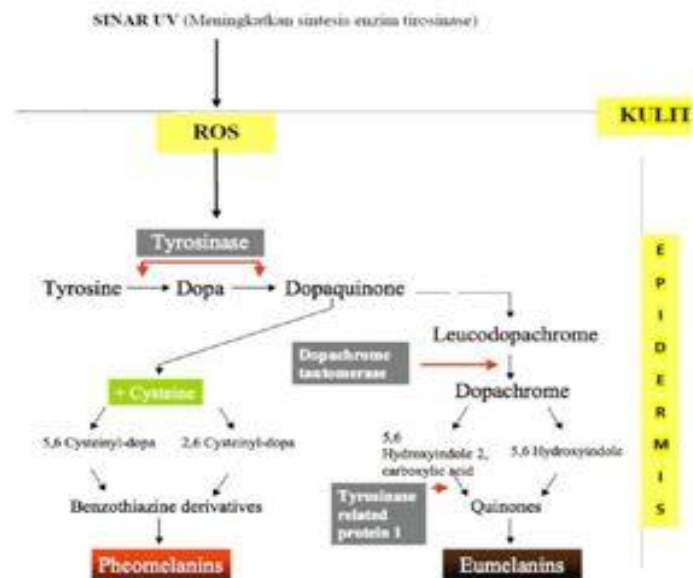 SINAR UV (Meningkatkan sintesis enzim tirosinase)
KULIT
ROS
Tyrosinase
Tyrosine
Dopa
Dopaquinone
Leucodopachrome
Dopachrome
tautomerase
Dopachrome
+ Cysteine
5,6 Cysteinyl-dopa
2,6 Cysteinyl-dopa
5,6
Hydroxyindole 2,
carboxylic acid
5,6 Hydroxyindole
Benzothiazine derivatives
Tyrosinase
related
protein 1
Quinones
Pheomelanins
Eumelanins
E
P
I
D
E
R
M
I
S